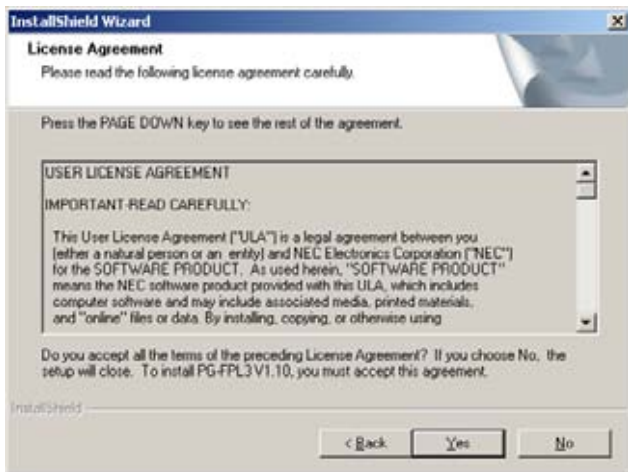 InstallShield Wizard
License Agreement
Please read the following license agreement carefully.
Press the PAGE DOWN key to see the rest of the agreement.
USER LICENSE AGREEMENT
IMPORTANT-READ CAREFULLY:
This User License Agreement ("ULA") is a legal agreement between you
(either a natural person or an entity) and NEC Electronics Corporation ("NEC")
for the SOFTWARE PRODUCT. As used herein, "SOFTWARE PRODUCT"
means the NEC software product provided with this ULA, which includes
computer software and may include associated media, printed materials,
and "online" files or data. By installing, copying, or otherwise using
Do you accept all the terms of the preceding License Agreement? If you choose No, the
setup will close. To install PG-FPL3 V1.10, you must accept this agreement.
InstallShield
< Back
Yes
No